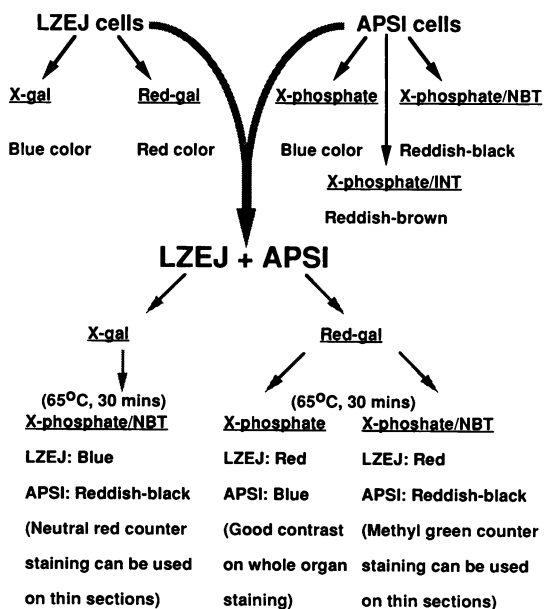 LZEJ cells
APSI cells
X-gal
Red-gal
X-phosphate
X-phosphate/NBT
Blue color
Red color
Blue color
Reddish-black
X-phosphate/INT
Reddish-brown
LZEJ + APSI
X-gal
Red-gal
(65ºC, 30 mins)
X-phosphate/NBT
LZEJ: Blue
APSI: Reddish-black
(Neutral red counter
staining can be used
on thin sections)
(65ºC, 30 mins)
X-phosphate
LZEJ: Red
APSI: Blue
(Good contrast
on whole organ
staining)
X-phoshate/NBT
LZEJ: Red
APSI: Reddish-black
(Methyl green counter
staining can be used
on thin sections)